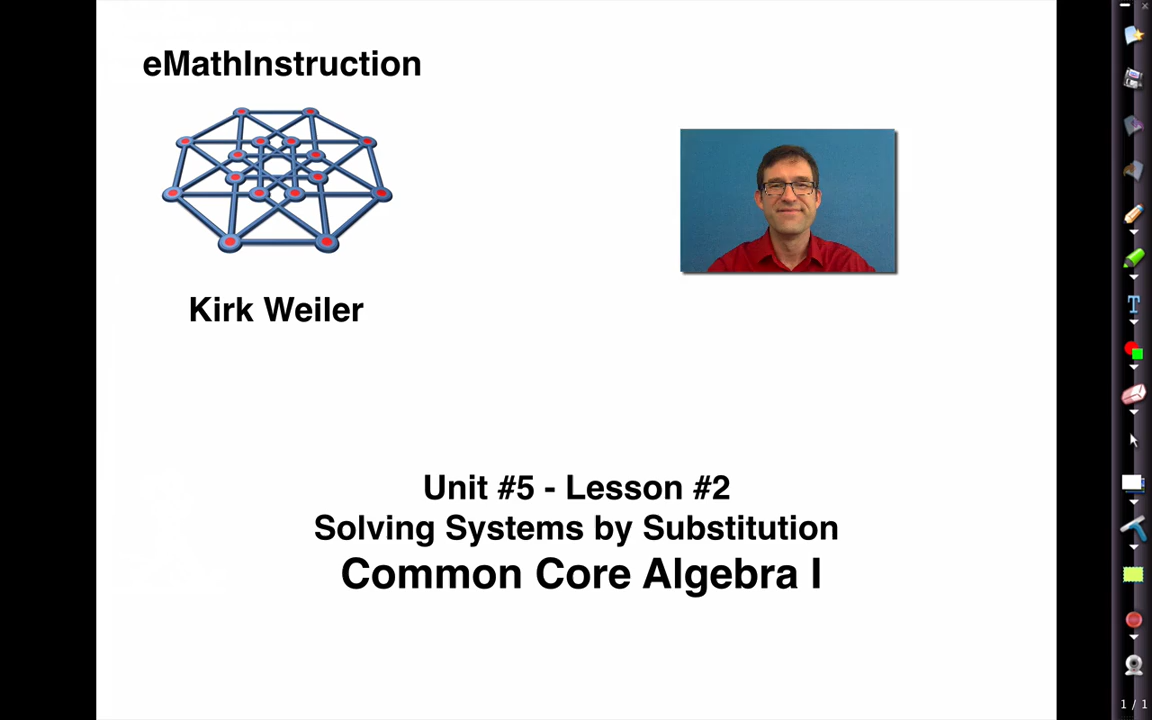 eMathInstruction
Kirk Weiler
Unit #5 - Lesson #2
Solving Systems by Substitution
Common Core Algebra I
T
1 / 1